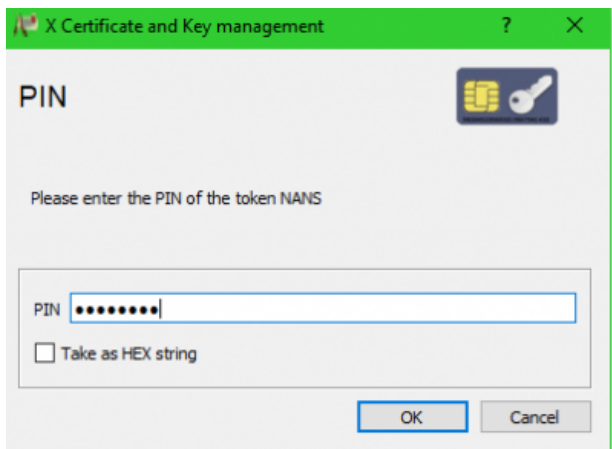 X Certificate and Key management
PIN
Please enter the PIN of the token NANS
PIN ••••••••
Take as HEX string
OK Cancel